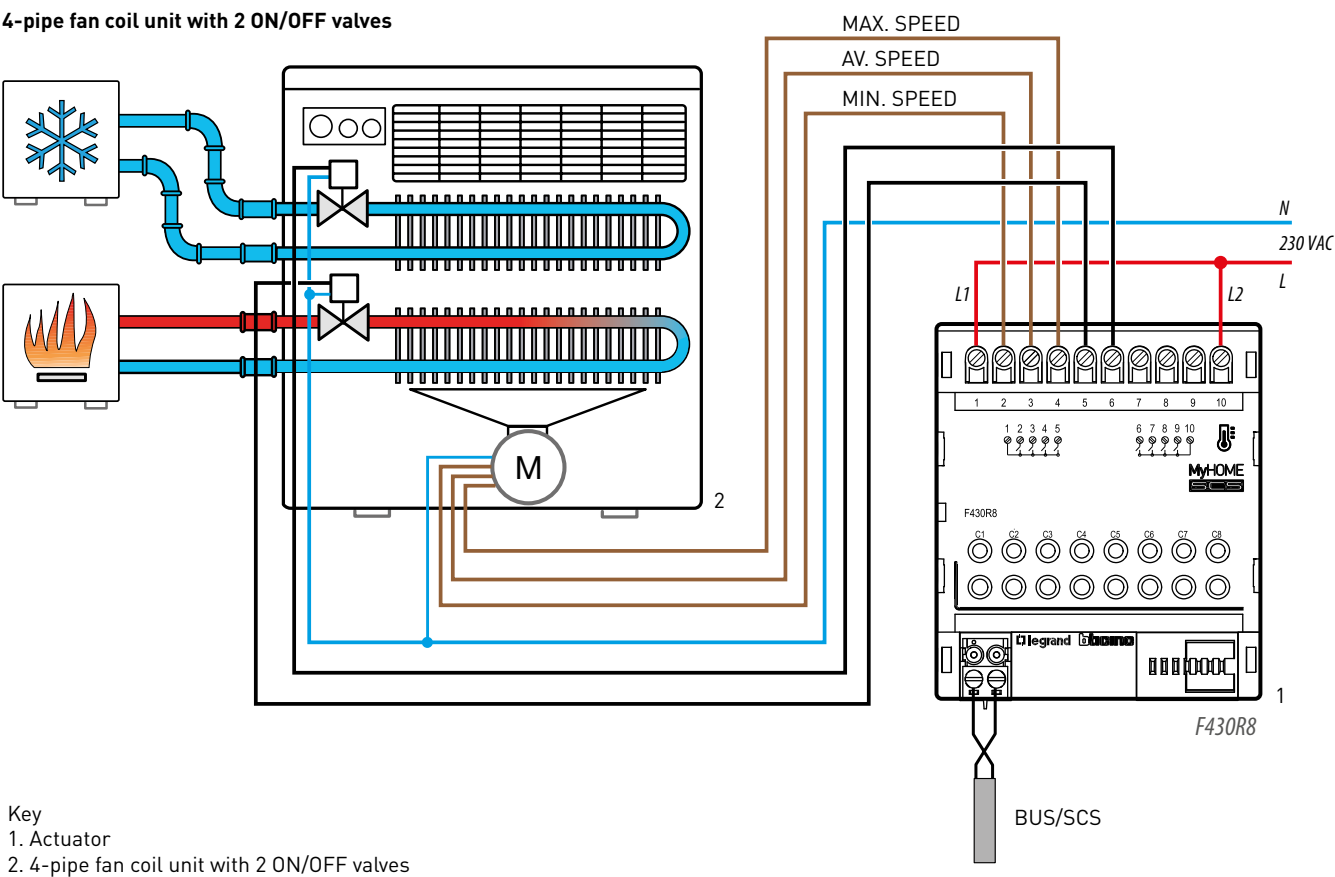 4-pipe fan coil unit with 2 ON/OFF valves
MAX. SPEED
AV. SPEED
MIN. SPEED
N
230 VAC
L
L1
L2
1 2 3 4 5 6 7 8 9 10
1 2 3 4 5
6 7 8 9 10
MyHOME
SCS
F430R8
C1 C2 C3 C4 C5 C6 C7 C8
M
2
legrand bticino
1
F430R8
BUS/SCS
Key
1. Actuator
2. 4-pipe fan coil unit with 2 ON/OFF valves